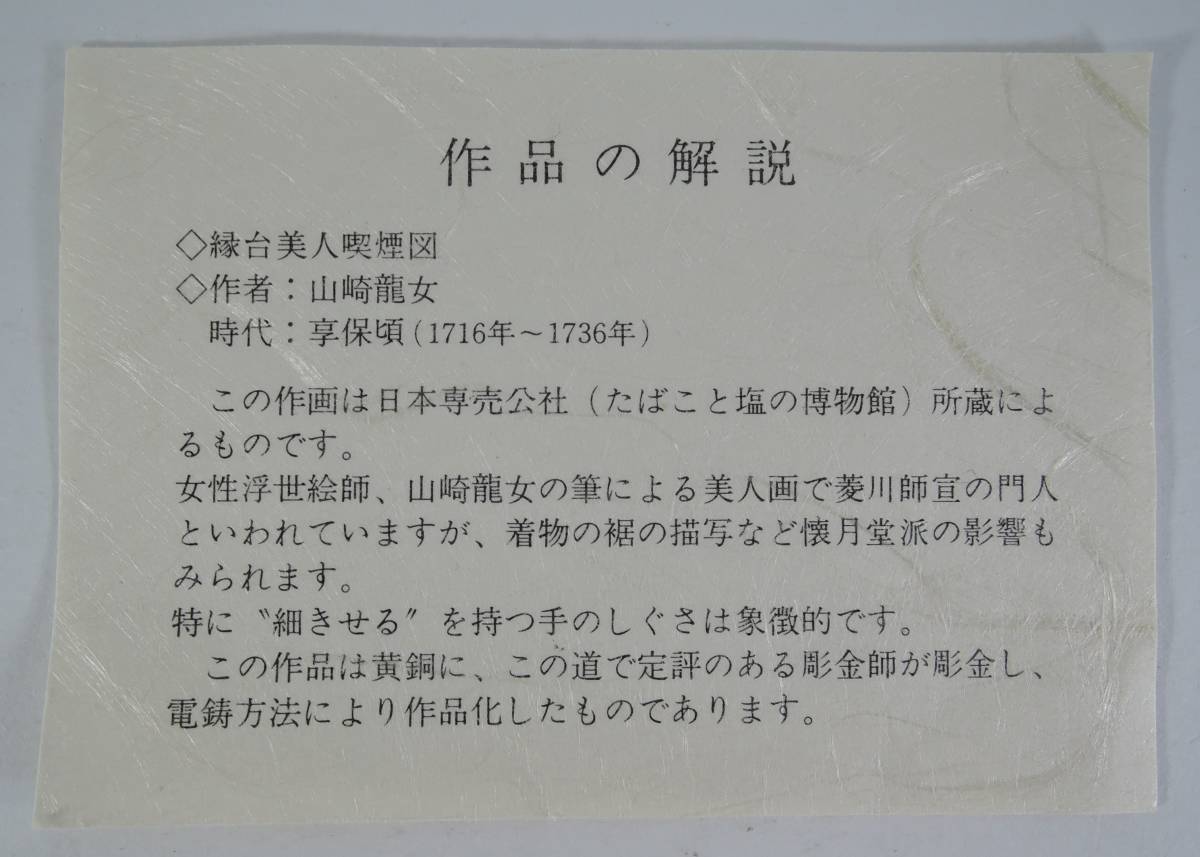 作品の解説
◇縁台美人喫煙図
◇作者：山崎龍女
時代：享保頃（1716年～1736年）
この作画は日本専売公社（たばこと塩の博物館）所蔵によ
るものです。
女性浮世絵師、山崎龍女の筆による美人画で菱川師宣の門人
といわれていますが、着物の裾の描写など懐月堂派の影響も
みられます。
特に〝細きせる〟を持つ手のしぐさは象徴的です。
この作品は黄銅に、この道で定評のある彫金師が彫金し、
電鋳方法により作品化したものであります。